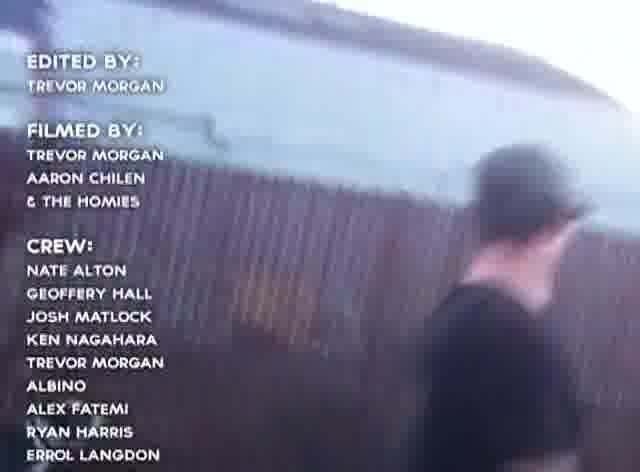 EDITED BY:
TREVOR MORGAN
FILMED BY:
TREVOR MORGAN
AARON CHILEN
& THE HOMIES
CREW:
NATE ALTON
GEOFFERY HALL
JOSH MATLOCK
KEN NAGAHARA
TREVOR MORGAN
ALBINO
ALEX FATEMI
RYAN HARRIS
ERROL LANGDON